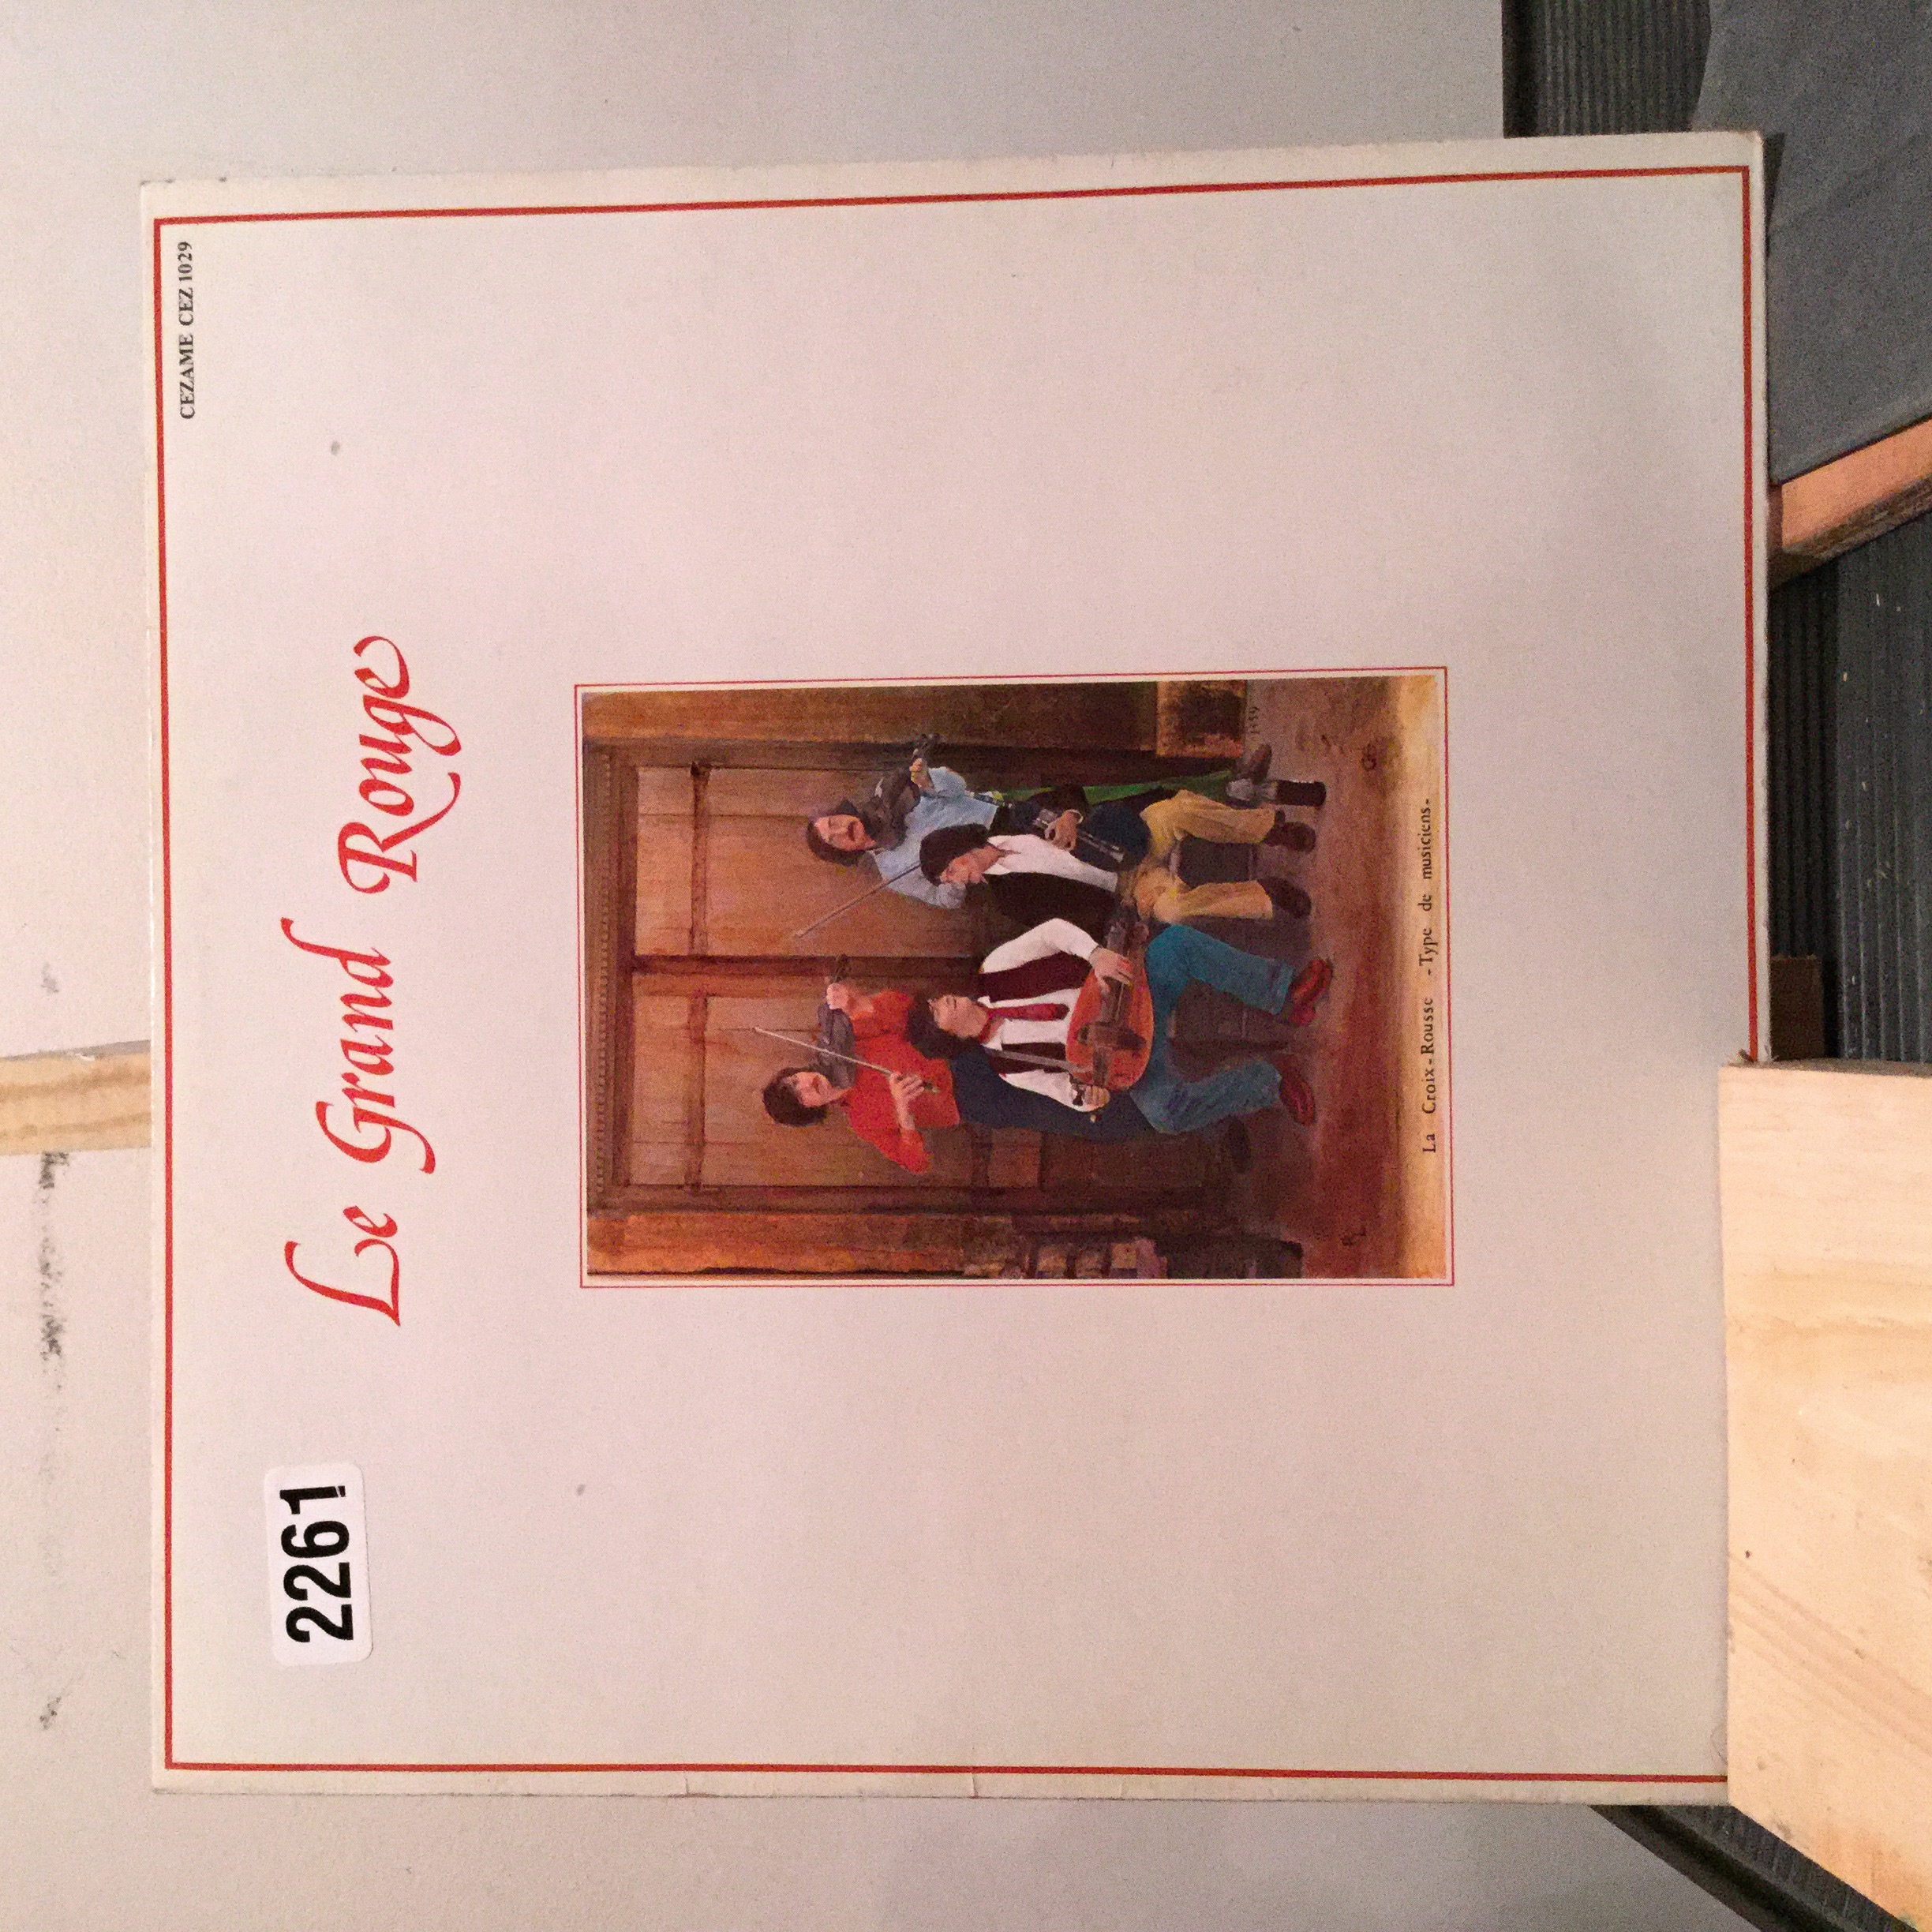 CEZAME CEZ 1029
2261
Le Grand Rouge
La Croix-Rousse -Type de musiciens-